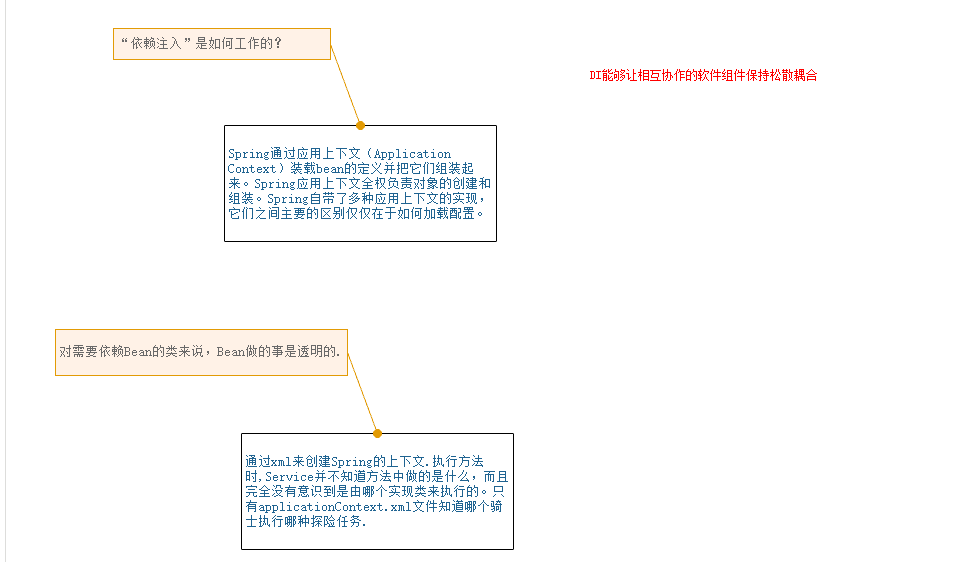 “依赖注入”是如何工作的?
DI能够让相互协作的软件组件保持松散耦合
Spring通过应用上下文（Application
Context）装载bean的定义并把它们组装起
来。Spring应用上下文全权负责对象的创建和
组装。Spring自带了多种应用上下文的实现，
它们之间主要的区别仅仅在于如何加载配置。
对需要依赖Bean的类来说，Bean做的事是透明的.
通过xml来创建Spring的上下文.执行方法
时,Service并不知道方法中做的是什么，而且
完全没有意识到是由哪个实现类来执行的。只
有applicationContext.xml文件知道哪个骑
士执行哪种探险任务.